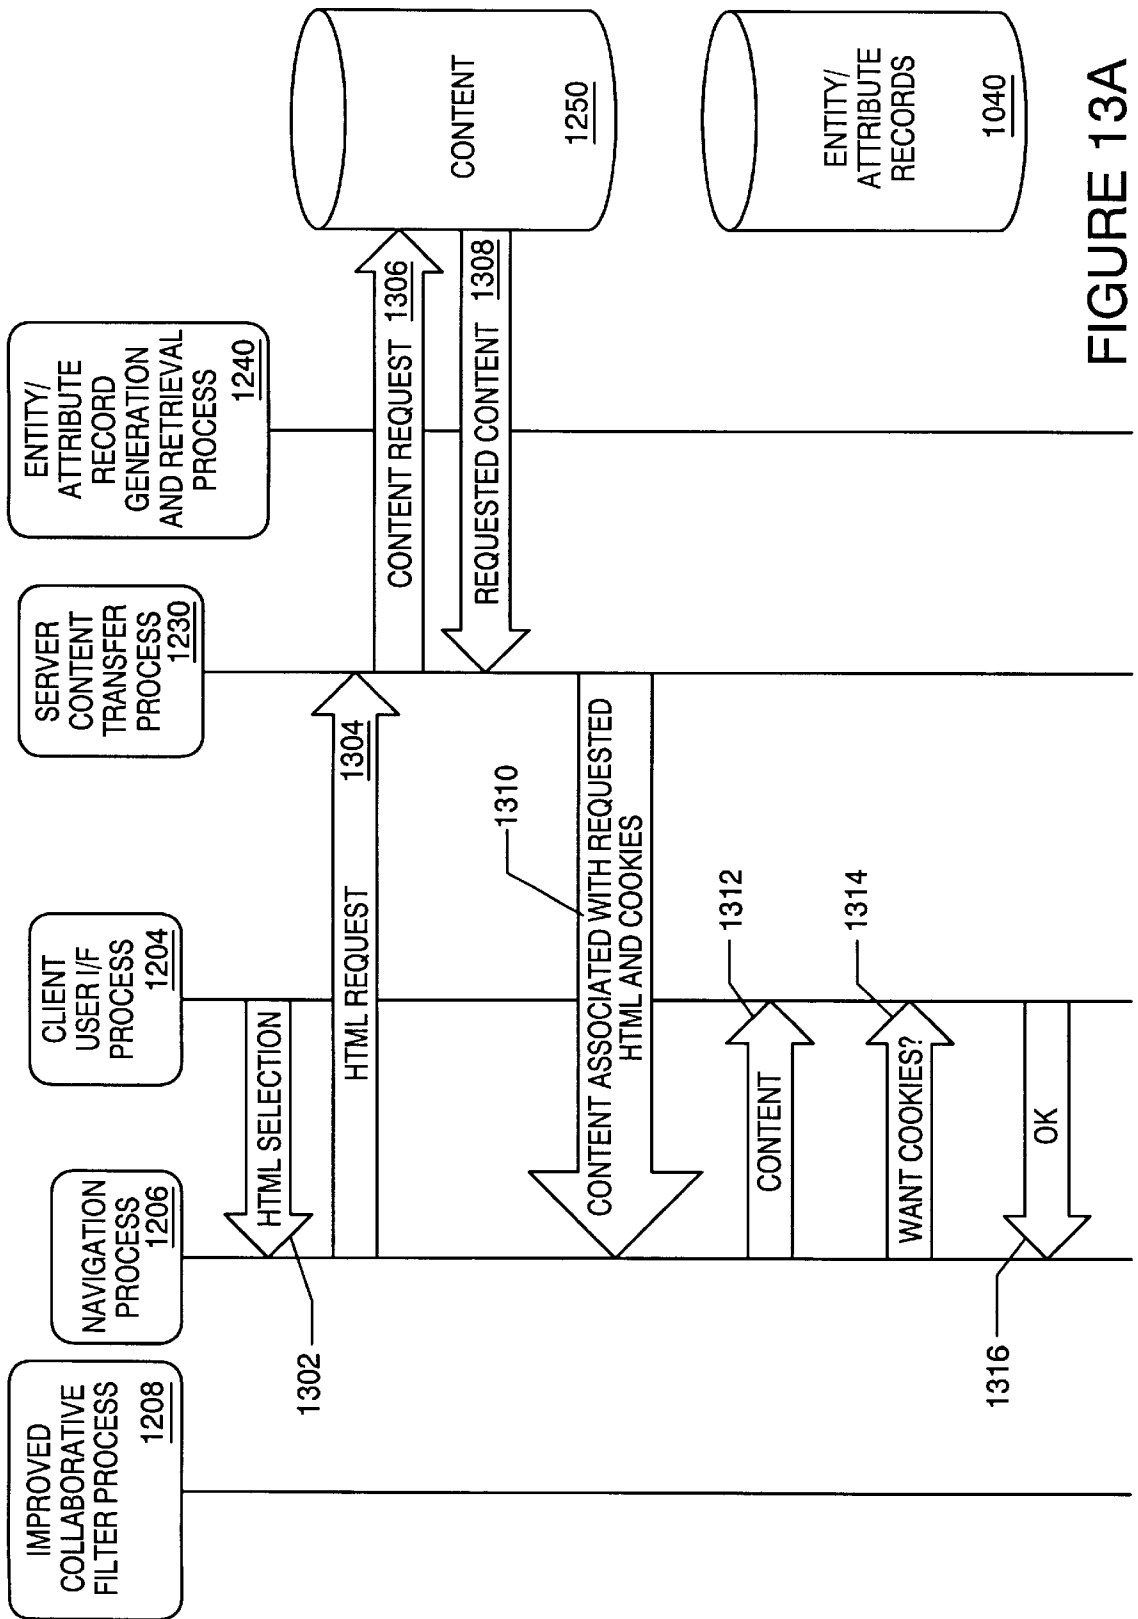 IMPROVED
COLLABORATIVE
FILTER PROCESS
1208
NAVIGATION
PROCESS
1206
CLIENT
USER I/F
PROCESS
1204
SERVER
CONTENT
TRANSFER
PROCESS
1230
ENTITY/
ATTRIBUTE
RECORD
GENERATION
AND RETRIEVAL
PROCESS
1240
HTML SELECTION
1302
HTML REQUEST
1304
CONTENT REQUEST
1306
REQUESTED CONTENT
1308
CONTENT
1250
1310
CONTENT ASSOCIATED WITH REQUESTED
HTML AND COOKIES
CONTENT
1312
WANT COOKIES?
1314
OK
1316
ENTITY/
ATTRIBUTE
RECORDS
1040
FIGURE 13A